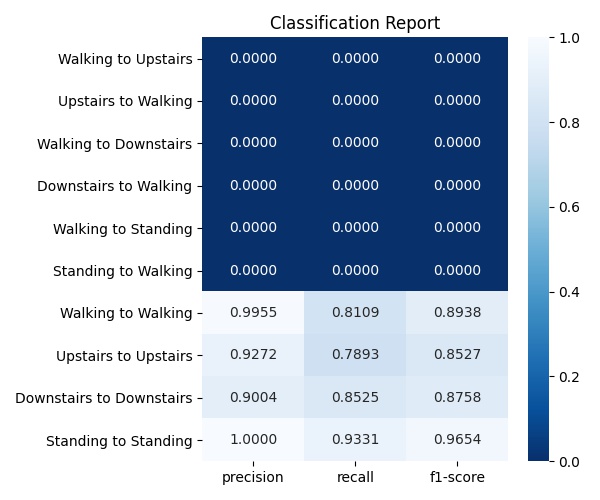 Classification Report
Walking to Upstairs 0.0000 0.0000 0.0000
Upstairs to Walking 0.0000 0.0000 0.0000
Walking to Downstairs 0.0000 0.0000 0.0000
Downstairs to Walking 0.0000 0.0000 0.0000
Walking to Standing 0.0000 0.0000 0.0000
Standing to Walking 0.0000 0.0000 0.0000
Walking to Walking 0.9955 0.8109 0.8938
Upstairs to Upstairs 0.9272 0.7893 0.8527
Downstairs to Downstairs 0.9004 0.8525 0.8758
Standing to Standing 1.0000 0.9331 0.9654
precision recall f1-score
1.0
0.8
0.6
0.4
0.2
0.0